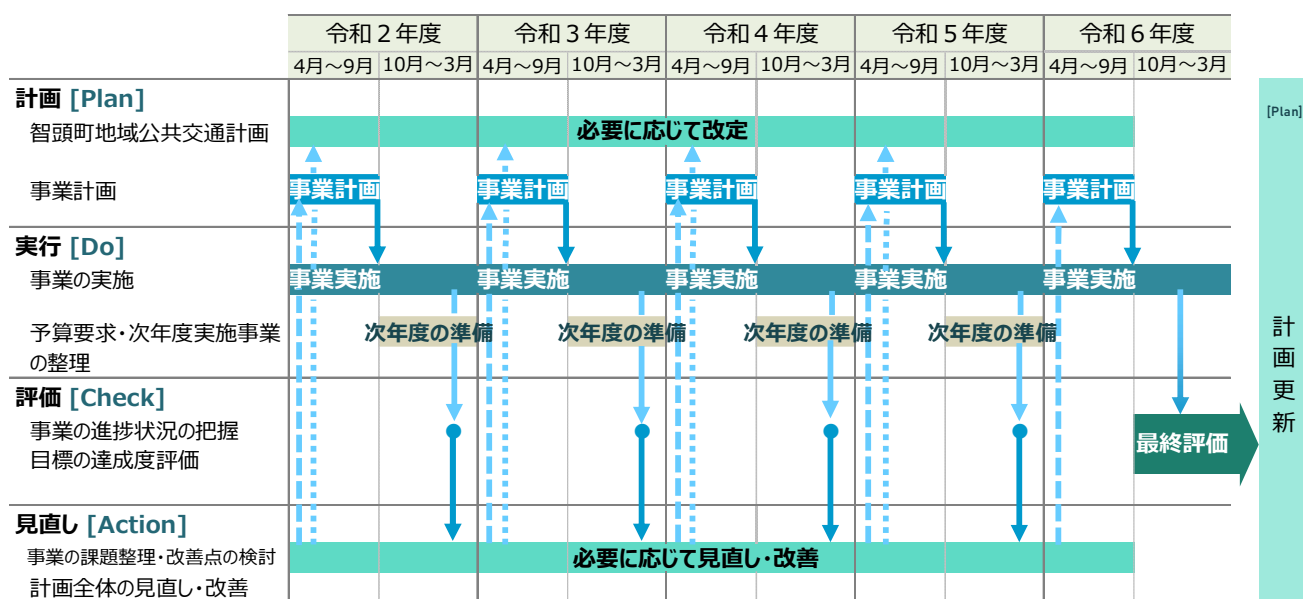 令和２年度 令和３年度 令和４年度 令和５年度 令和６年度
4月～9月 10月～3月 4月～9月 10月～3月 4月～9月 10月～3月 4月～9月 10月～3月 4月～9月 10月～3月
計画 [Plan]
[Plan]
智頭町地域公共交通計画 必要に応じて改定
事業計画 事業計画 事業計画 事業計画 事業計画 事業計画
実行 [Do]
事業の実施 事業実施 事業実施 事業実施 事業実施 事業実施
予算要求・次年度実施事業 次年度の準備 次年度の準備 次年度の準備 次年度の準備
の整理
計画更新
評価 [Check]
事業の進捗状況の把握
最終評価
目標の達成度評価
見直し [Action]
事業の課題整理・改善点の検討 必要に応じて見直し・改善
計画全体の見直し・改善